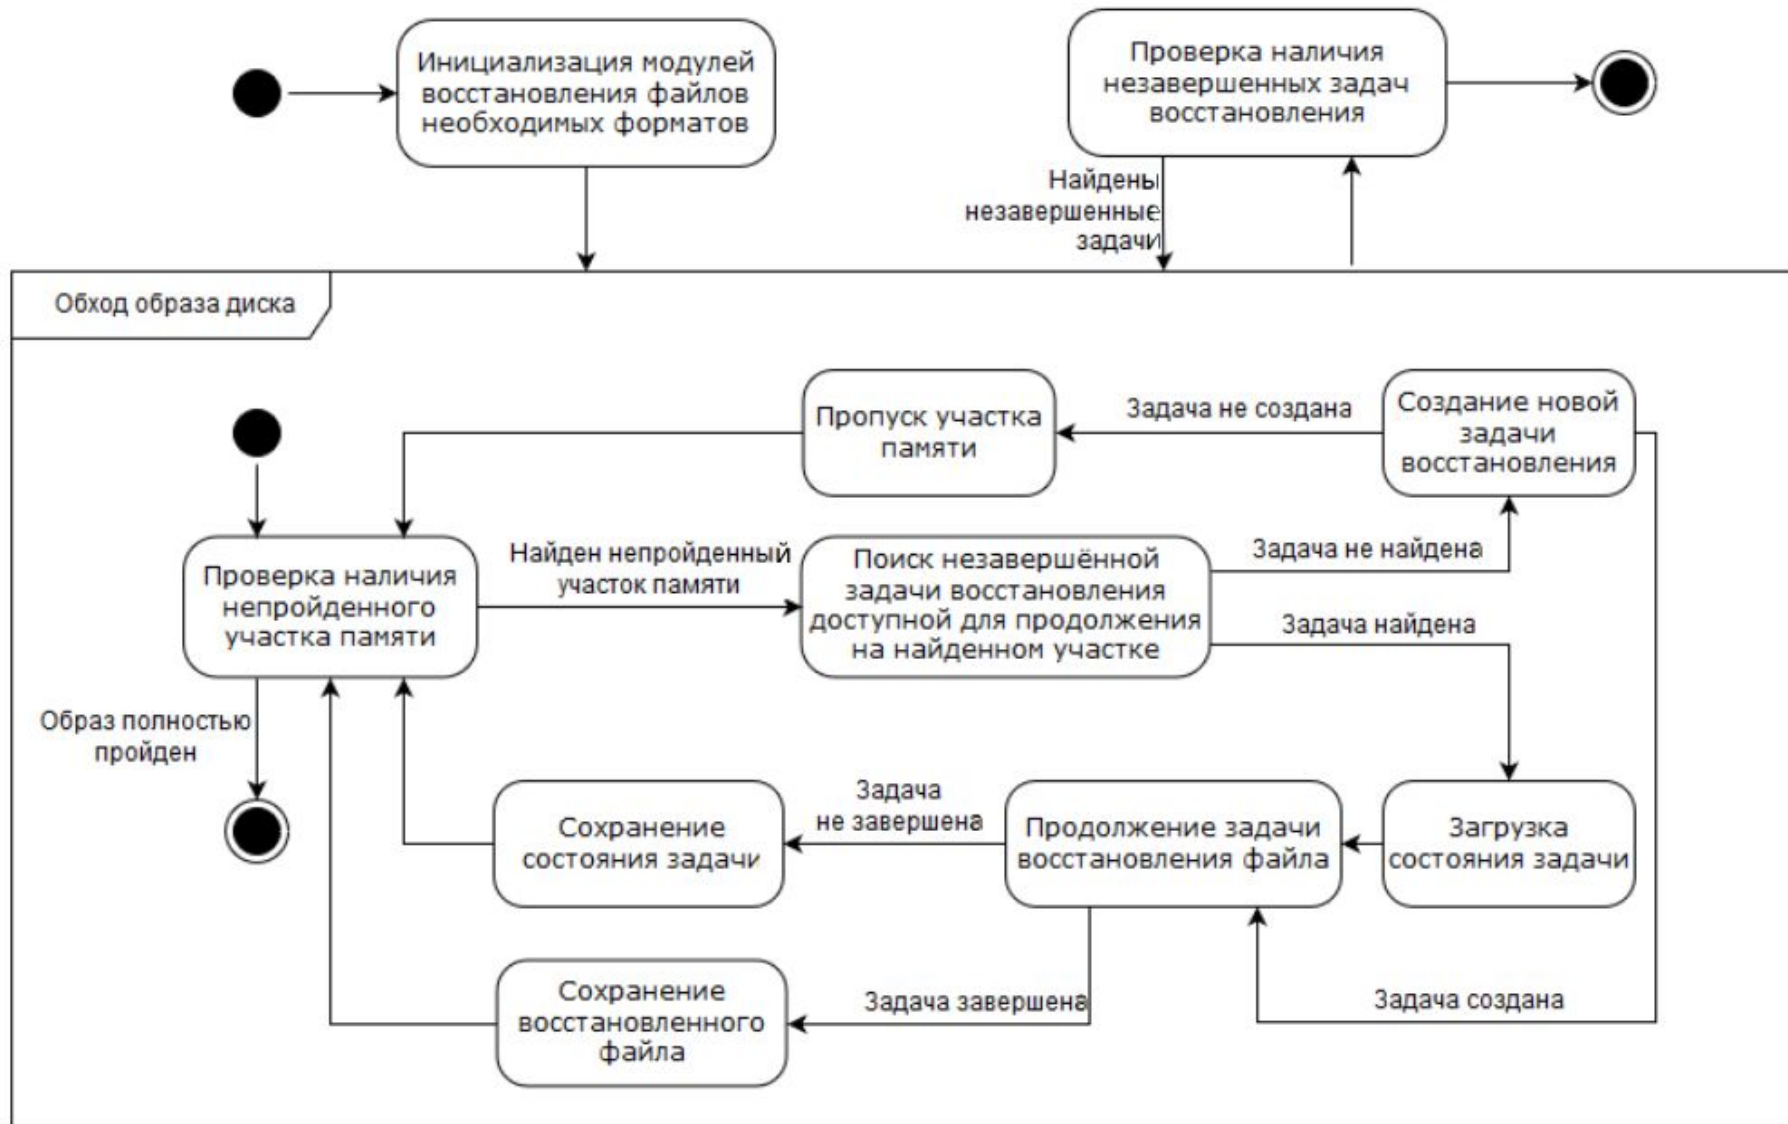 Инициализация модулей
восстановления файлов
необходимых форматов
Проверка наличия
незавершенных задач
восстановления
Найдены
незавершенные
задачи
Обход образа диска
Пропуск участка
памяти
Задача не создана
Создание новой
задачи
восстановления
Проверка наличия
непройденного
участка памяти
Найден непройденный
участок памяти
Поиск незавершённой
задачи восстановления
доступной для продолжения
на найденном участке
Задача не найдена
Задача найдена
Образ полностью
пройден
Сохранение
состояния задачи
Задача
не завершена
Продолжение задачи
восстановления файла
Загрузка
состояния задачи
Сохранение
восстановленного
файла
Задача завершена
Задача создана